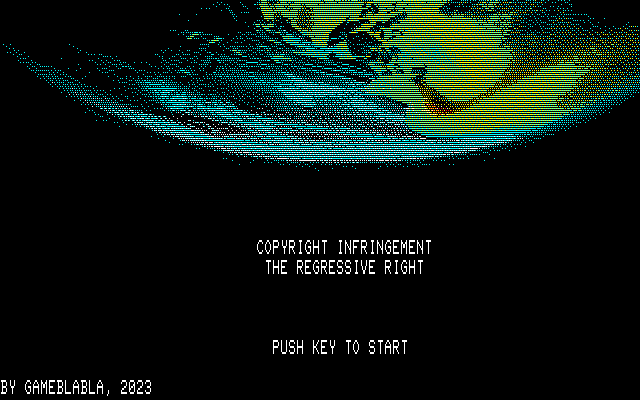 COPYRIGHT INFRINGEMENT
THE REGRESSIVE RIGHT
PUSH KEY TO START
BY GAMEBLABLA, 2023